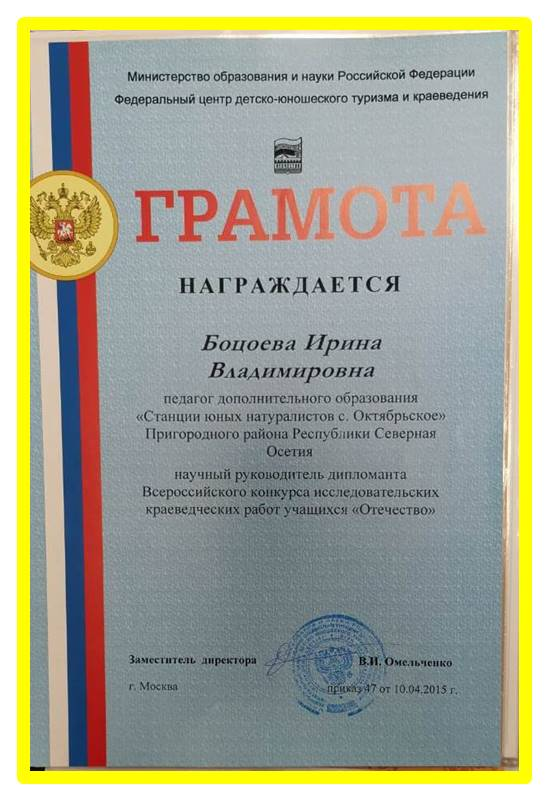 Министерство образования и науки Российской Федерации
Федеральный центр детско-юношеского туризма и краеведения
ГРАМОТА
НАГРАЖДАЕТСЯ
Боцоева Ирина
Владимировна
педагог дополнительного образования
«Станции юных натуралистов с. Октябрьское»
Пригородного района Республики Северная
Осетия
научный руководитель дипломанта
Всероссийского конкурса исследовательских
краеведческих работ учащихся «Отечество»
Заместитель директора В.И. Омельченко
г. Москва приказ 47 от 10.04.2015 г.